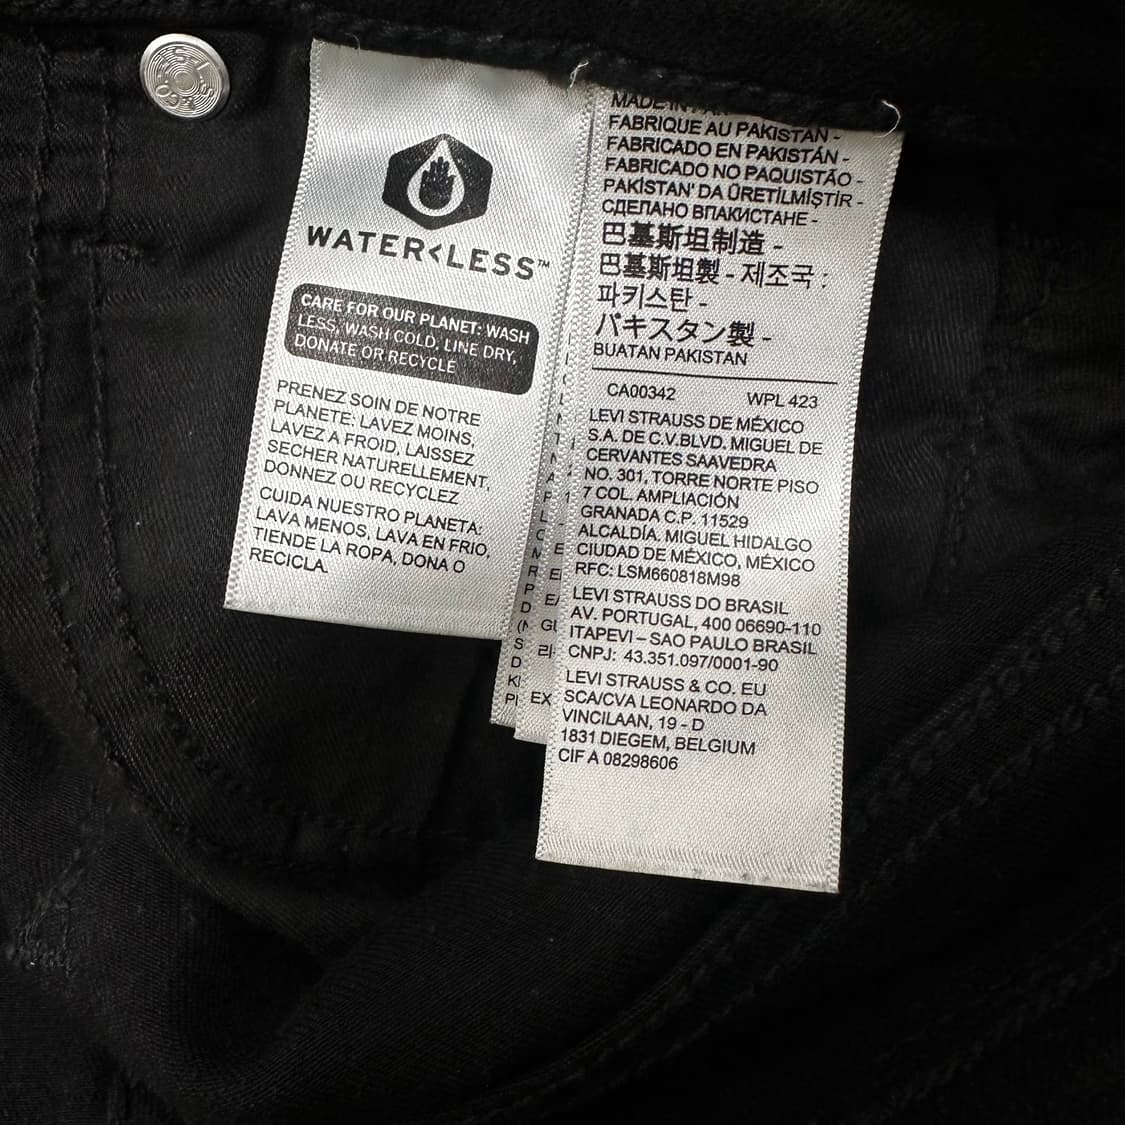 WATER<LESS™
CARE FOR OUR PLANET: WASH
LESS, WASH COLD, LINE DRY,
DONATE OR RECYCLE
PRENEZ SOIN DE NOTRE
PLANETE: LAVEZ MOINS,
LAVEZ A FROID, LAISSEZ
SECHER NATURELLEMENT,
DONNEZ OU RECYCLEZ
CUIDA NUESTRO PLANETA:
LAVA MENOS, LAVA EN FRIO,
TIENDE LA ROPA, DONA O
RECICLA.
MADE IN
FABRIQUE AU PAKISTAN -
FABRICADO EN PAKISTÁN -
FABRICADO NO PAQUISTÃO -
PAKİSTAN' DA ÜRETİLMİŞTİR -
СДЕЛАНО ВПАКИСТАНЕ -
巴基斯坦制造 -
巴基斯坦製 - 제조국 :
파키스탄 -
パキスタン製 -
BUATAN PAKISTAN
CA00342 WPL 423
LEVI STRAUSS DE MÉXICO
S.A. DE C.V.BLVD. MIGUEL DE
CERVANTES SAAVEDRA
NO. 301, TORRE NORTE PISO
7 COL. AMPLIACIÓN
GRANADA C.P. 11529
ALCALDÍA. MIGUEL HIDALGO
CIUDAD DE MÉXICO, MÉXICO
RFC: LSM660818M98
LEVI STRAUSS DO BRASIL
AV. PORTUGAL, 400 06690-110
ITAPEVI – SAO PAULO BRASIL
CNPJ: 43.351.097/0001-90
LEVI STRAUSS & CO. EU
SCA/CVA LEONARDO DA
VINCILAAN, 19 - D
1831 DIEGEM, BELGIUM
CIF A 08298606